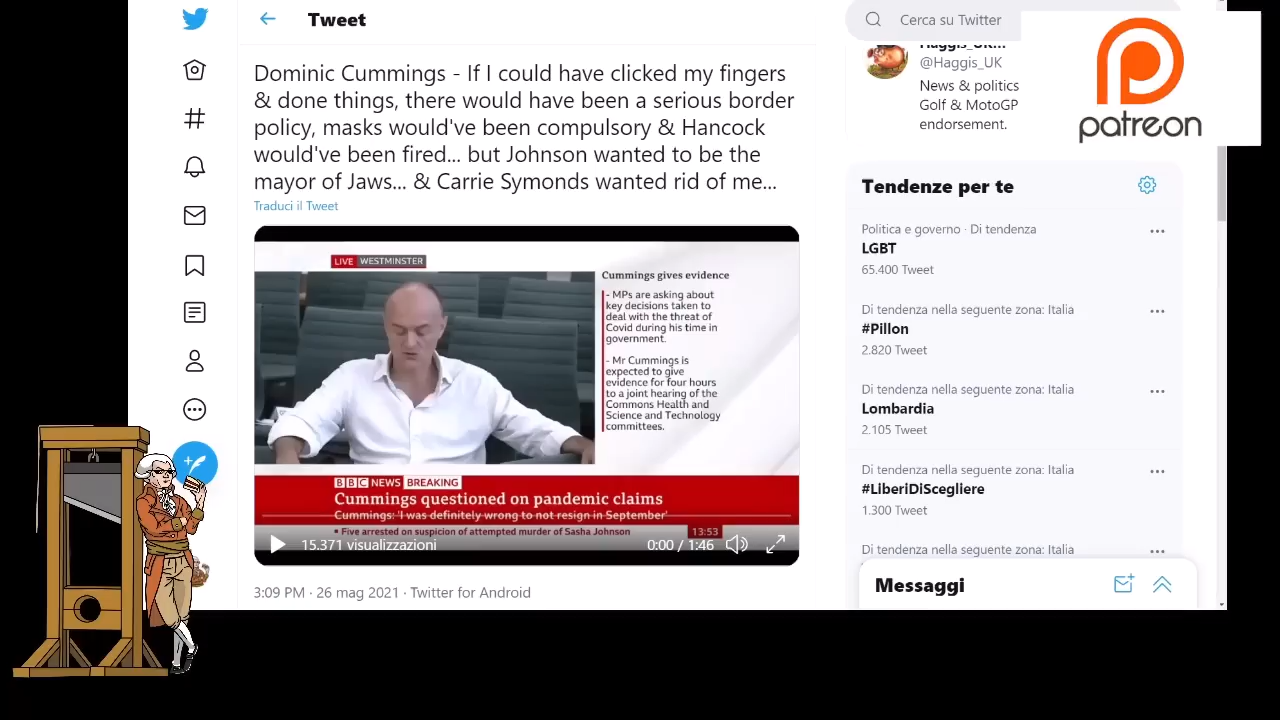 Tweet
Dominic Cummings - If I could have clicked my fingers
& done things, there would have been a serious border
policy, masks would've been compulsory & Hancock
would've been fired... but Johnson wanted to be the
mayor of Jaws... & Carrie Symonds wanted rid of me...
Traduci il Tweet
LIVE WESTMINSTER
Cummings gives evidence
- MPs are asking about
key decisions taken to
deal with the threat of
Covid during his time in
government.
- Mr Cummings is
expected to give
evidence for four hours
to a joint hearing of the
Commons Health and
Science and Technology
committees.
BBC NEWS BREAKING
Cummings questioned on pandemic claims
Cummings: 'I was definitely wrong to not resign in September'
Five arrested on suspicion of attempted murder of Sasha Johnson
13:53
15.371 visualizzazioni
0:00 / 1:46
3:09 PM · 26 mag 2021 · Twitter for Android
Cerca su Twitter
Haggis_UK...
@Haggis_UK
News & politics
Golf & MotoGP
endorsement.
patreon
Tendenze per te
Politica e governo · Di tendenza
LGBT
65.400 Tweet
Di tendenza nella seguente zona: Italia
#Pillon
2.820 Tweet
Di tendenza nella seguente zona: Italia
Lombardia
2.105 Tweet
Di tendenza nella seguente zona: Italia
#LiberiDiScegliere
1.300 Tweet
Di tendenza nella seguente zona: Italia
Messaggi